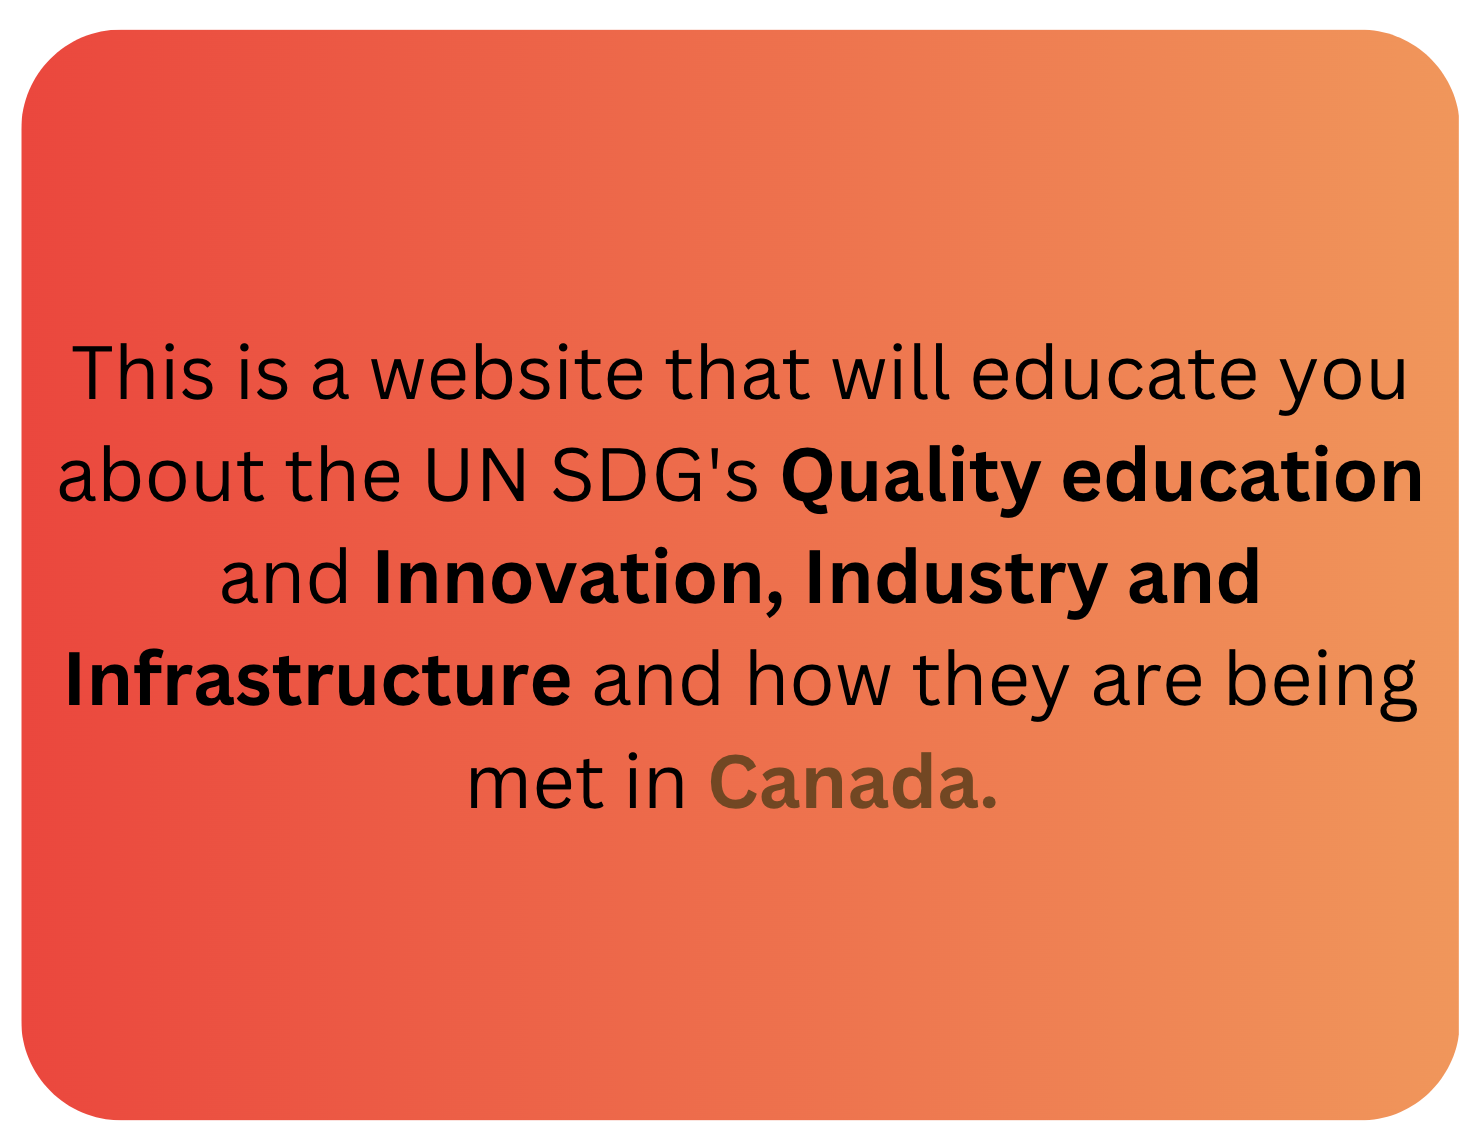 This is a website that will educate you
about the UN SDG's Quality education
and Innovation, Industry and
Infrastructure and how they are being
met in Canada.